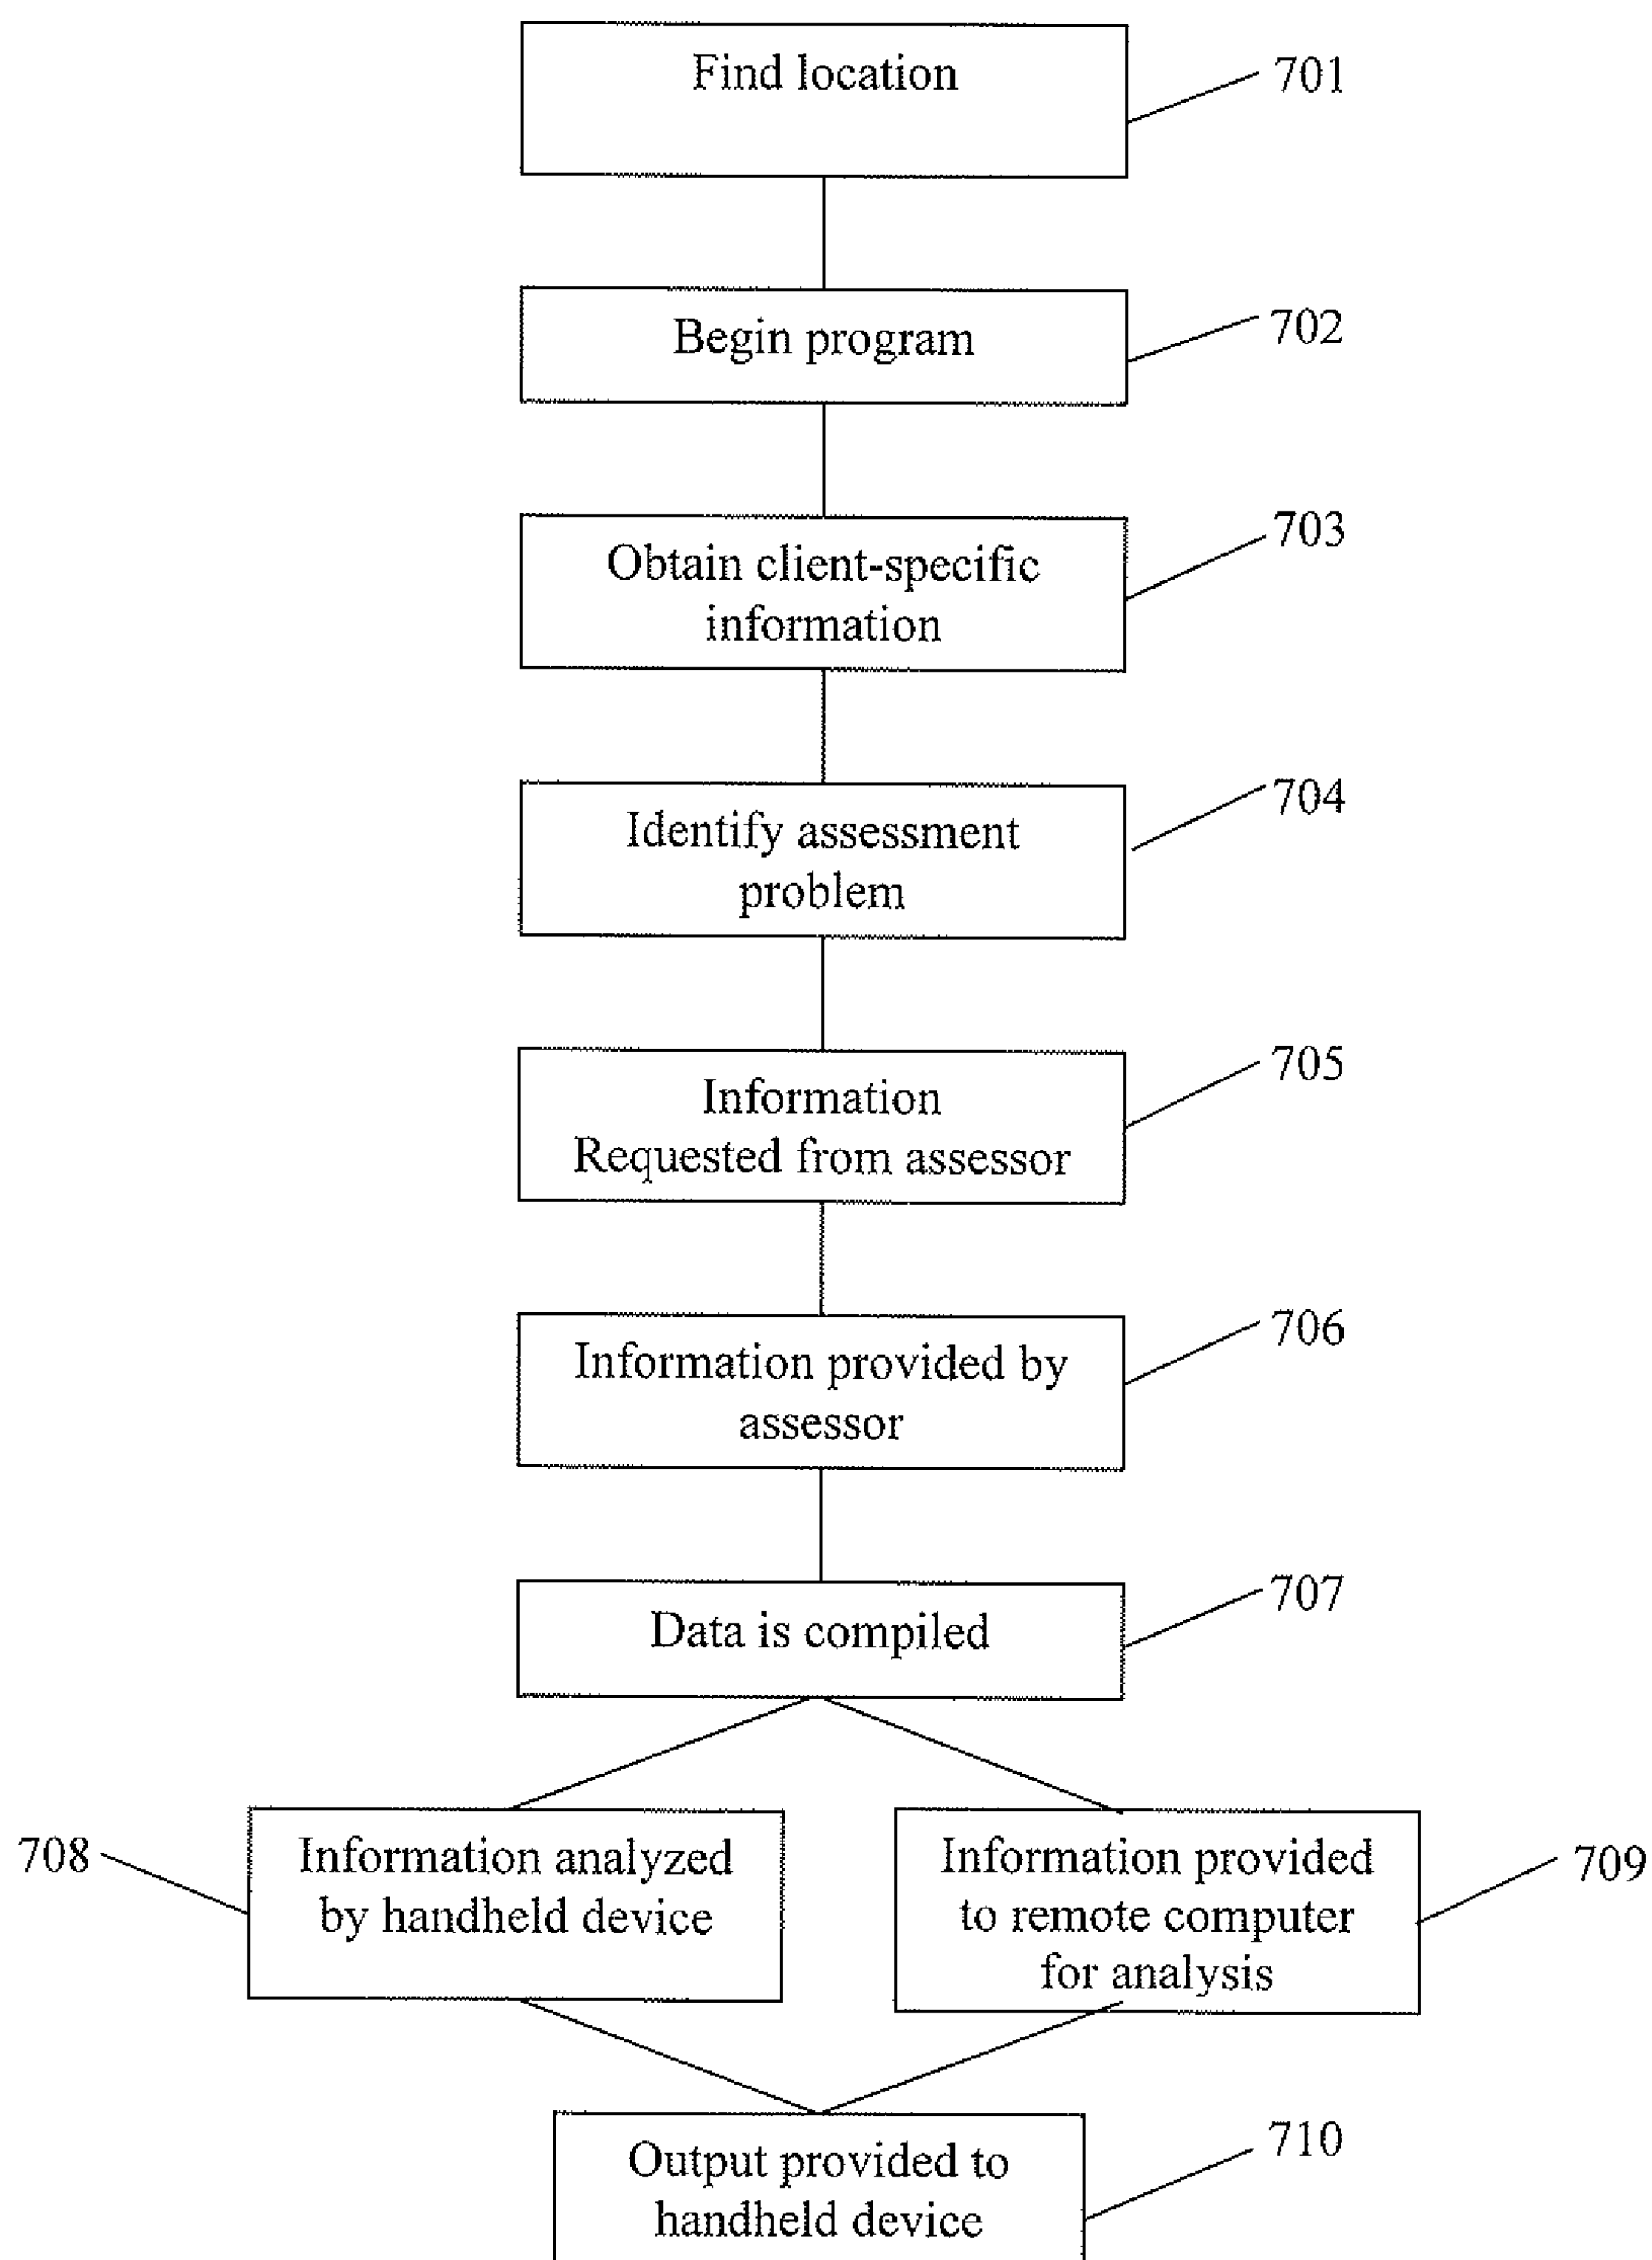 Find location
701
Begin program
702
Obtain client-specific
information
703
Identify assessment
problem
704
Information
Requested from assessor
705
Information provided by
assessor
706
Data is compiled
707
708
Information analyzed
by handheld device
Information provided
to remote computer
for analysis
709
Output provided to
handheld device
710